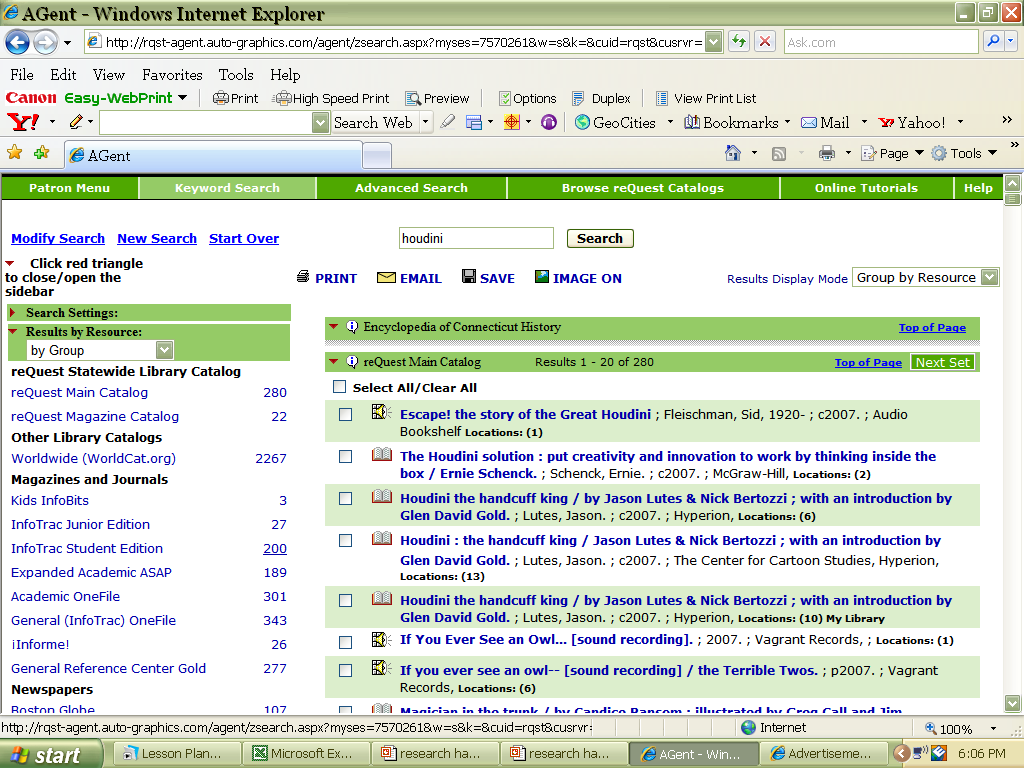 AGent - Windows Internet Explorer
http://rqst-agent.auto-graphics.com/agent/zsearch.aspx?myses=7570261&w=s&k=&cuid=rqst&cusrvr= Ask.com
File Edit View Favorites Tools Help
Canon Easy-WebPrint Print High Speed Print Preview Options Duplex View Print List
Y! Search Web GeoCities Bookmarks Mail Y! Yahoo! »
AGent Page Tools »
Patron Menu Keyword Search Advanced Search Browse reQuest Catalogs Online Tutorials Help
Modify Search New Search Start Over houdini Search
Click red triangle
to close/open the
sidebar
PRINT EMAIL SAVE IMAGE ON Results Display Mode Group by Resource
Search Settings:
Results by Resource:
by Group
reQuest Statewide Library Catalog
reQuest Main Catalog 280
reQuest Magazine Catalog 22
Other Library Catalogs
Worldwide (WorldCat.org) 2267
Magazines and Journals
Kids InfoBits 3
InfoTrac Junior Edition 27
InfoTrac Student Edition 200
Expanded Academic ASAP 189
Academic OneFile 301
General (InfoTrac) OneFile 343
¡Informe! 26
General Reference Center Gold 277
Newspapers
Boston Globe 107
Encyclopedia of Connecticut History Top of Page
reQuest Main Catalog Results 1 - 20 of 280 Top of Page Next Set
Select All/Clear All
Escape! the story of the Great Houdini ; Fleischman, Sid, 1920- ; c2007. ; Audio
Bookshelf Locations: (1)
The Houdini solution : put creativity and innovation to work by thinking inside the
box / Ernie Schenck. ; Schenck, Ernie. ; c2007. ; McGraw-Hill, Locations: (2)
Houdini the handcuff king / by Jason Lutes & Nick Bertozzi ; with an introduction by
Glen David Gold. ; Lutes, Jason. ; c2007. ; Hyperion, Locations: (6)
Houdini : the handcuff king / Jason Lutes & Nick Bertozzi ; with an introduction by
Glen David Gold. ; Lutes, Jason. ; c2007. ; The Center for Cartoon Studies, Hyperion,
Locations: (13)
Houdini the handcuff king / by Jason Lutes & Nick Bertozzi ; with an introduction by
Glen David Gold. ; Lutes, Jason. ; c2007. ; Hyperion, Locations: (10) My Library
If You Ever See an Owl... [sound recording]. ; 2007. ; Vagrant Records, ; Locations: (1)
If you ever see an owl-- [sound recording] / the Terrible Twos. ; p2007. ; Vagrant
Records, Locations: (6)
Magician in the trunk / by Candice Ransom ; illustrated by Greg Call and Jim
http://rqst-agent.auto-graphics.com/agent/zsearch.aspx?myses=7570261&w=s&k=&cuid=rqst&cusrvr= Internet 100%
start Lesson Plan... Microsoft Ex... research ha... research ha... AGent - Win... Advertiseme... 6:06 PM